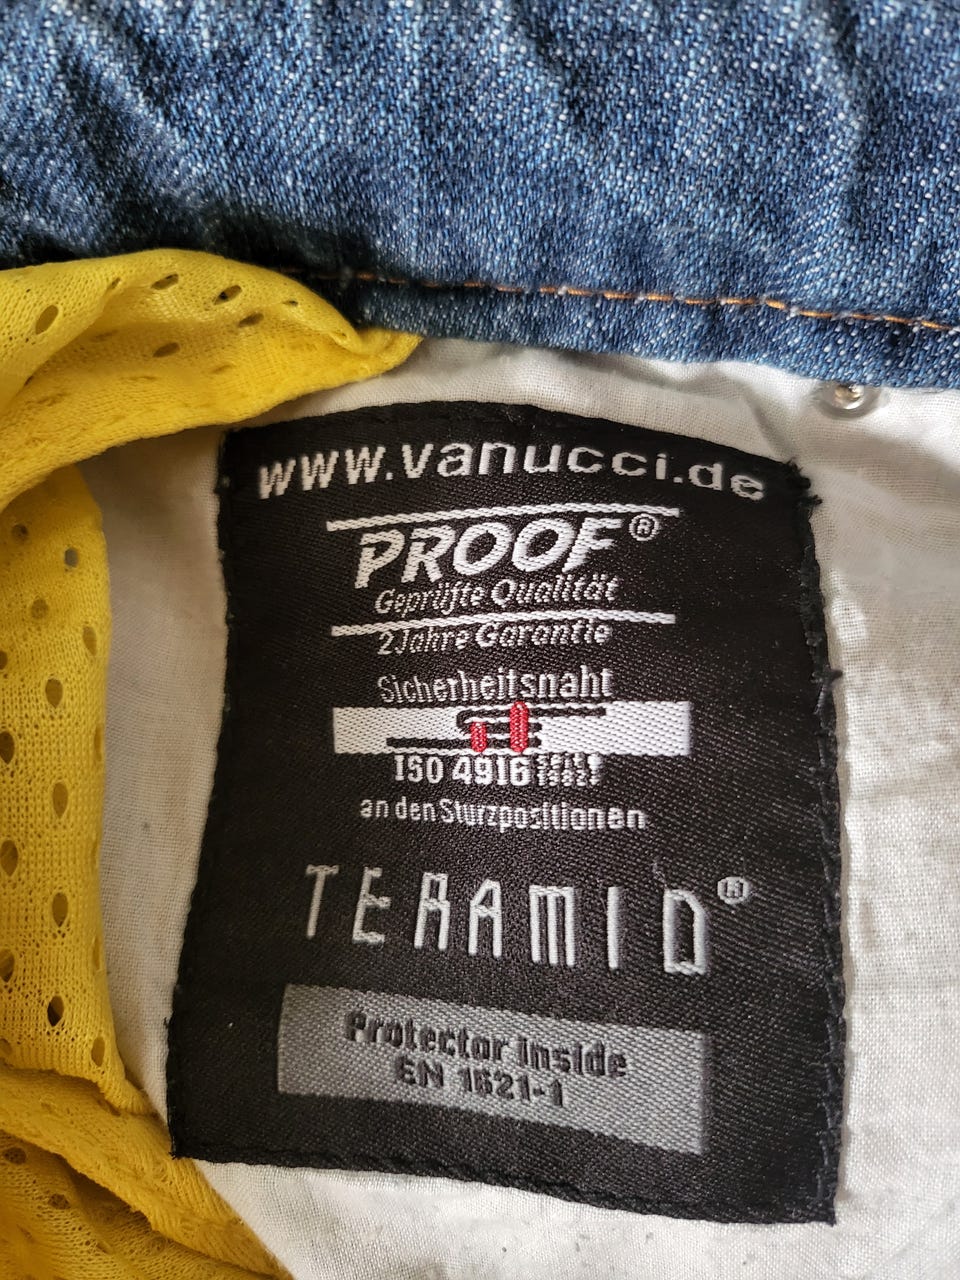 www.vanucci.de
PROOF®
Geprüfte Qualität
2 Jahre Garantie
Sicherheitsnaht
ISO 4916
an den Sturzpositionen
TERAMID®
Protector inside
EN 1621-1